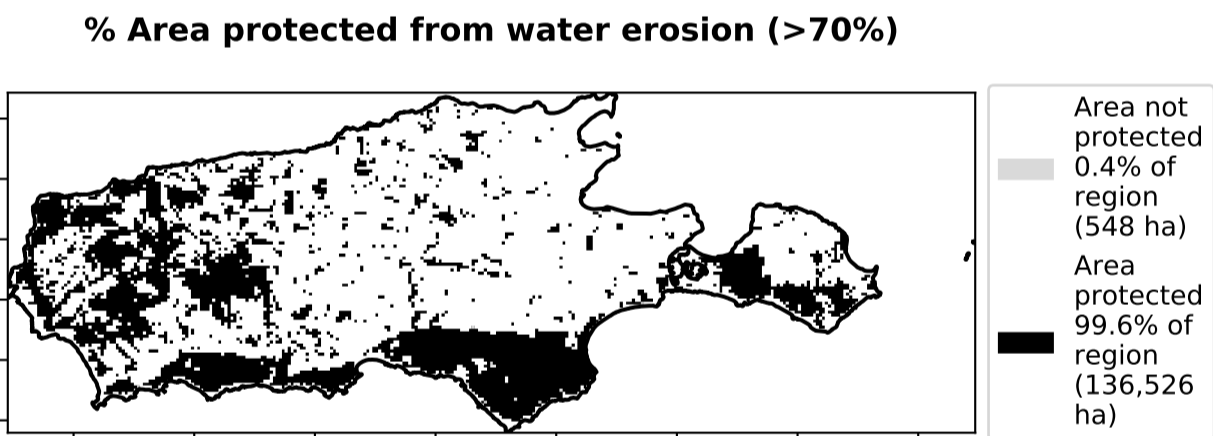 % Area protected from water erosion (>70%)
Area not
protected
0.4% of
region
(548 ha)
Area
protected
99.6% of
region
(136,526
ha)